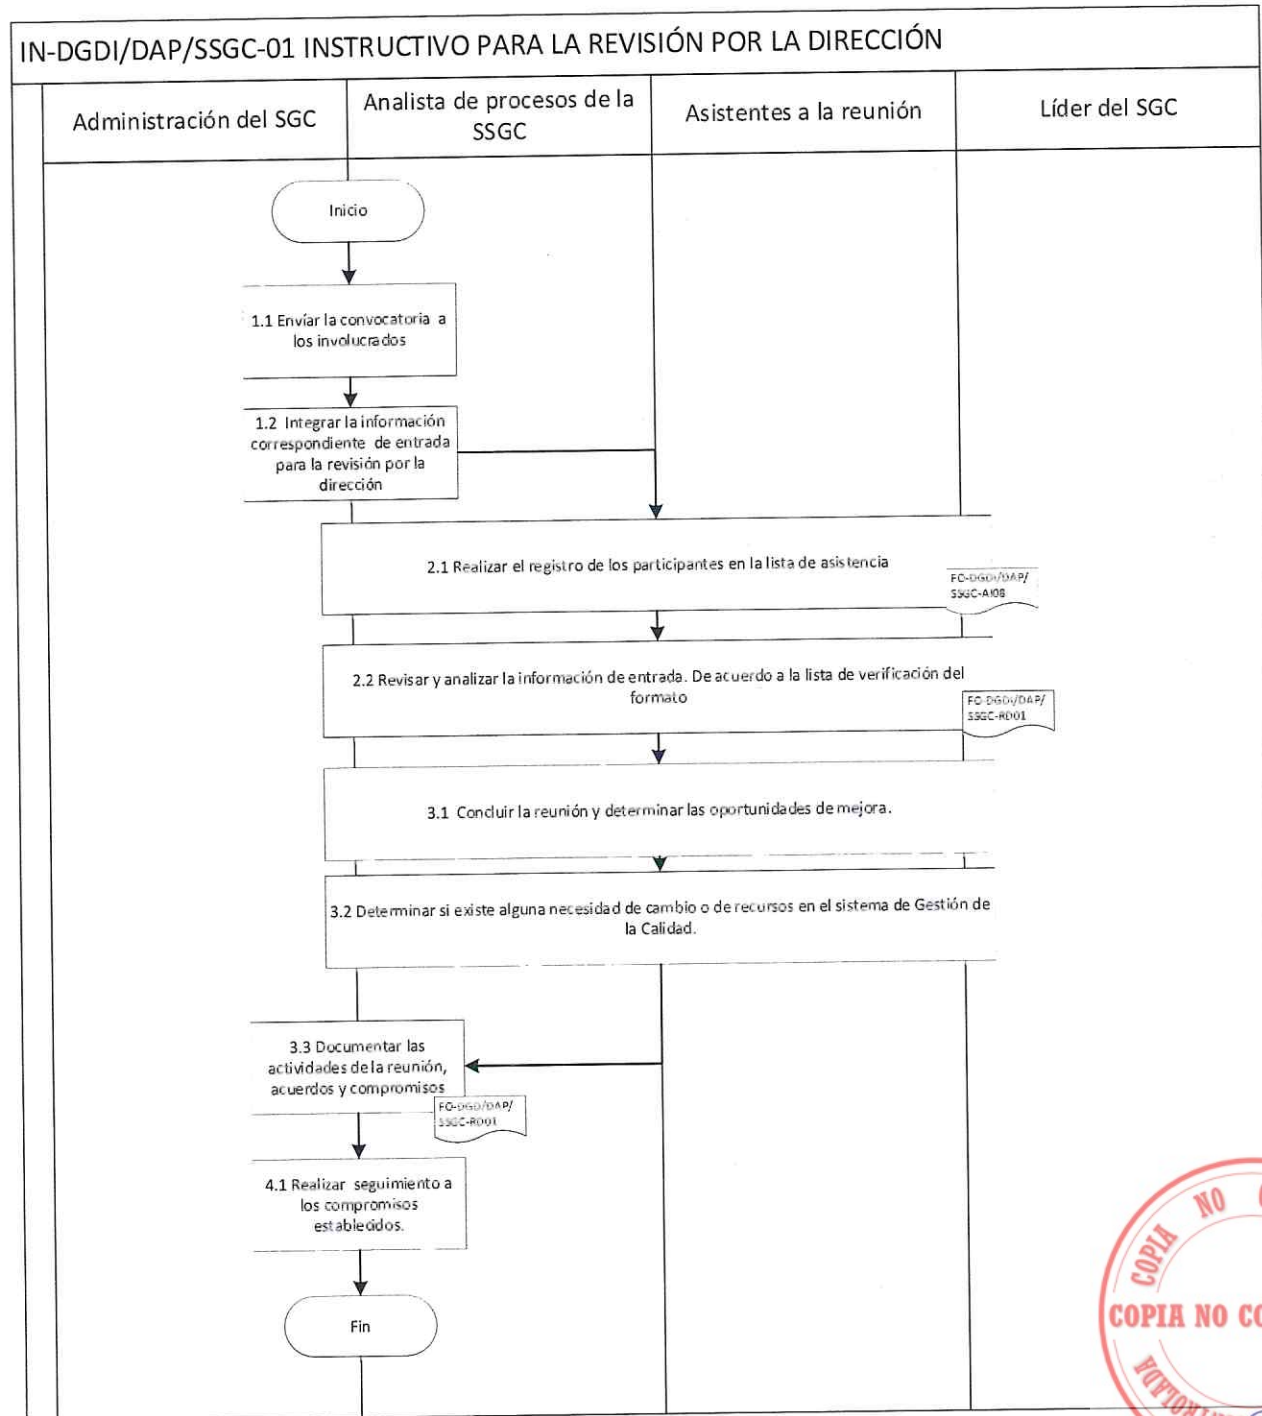 IN-DGDI/DAP/SSGC-01 INSTRUCTIVO PARA LA REVISIÓN POR LA DIRECCIÓN
Administración del SGC
Analista de procesos de la
SSGC
Asistentes a la reunión
Líder del SGC
Inicio
1.1 Envíar la convocatoria a
los involucrados
1.2 Integrar la información
correspondiente de entrada
para la revisión por la
dirección
2.1 Realizar el registro de los participantes en la lista de asistencia
FO-DGDI/DAP/
SSGC-AI08
2.2 Revisar y analizar la información de entrada. De acuerdo a la lista de verificación del
formato
FO-DGDI/DAP/
SSGC-RD01
3.1 Concluir la reunión y determinar las oportunidades de mejora.
3.2 Determinar si existe alguna necesidad de cambio o de recursos en el sistema de Gestión de
la Calidad.
3.3 Documentar las
actividades de la reunión,
acuerdos y compromisos
FO-DGDI/DAP/
SSGC-RD01
4.1 Realizar seguimiento a
los compromisos
establecidos.
Fin
COPIA NO
COPIA NO CO